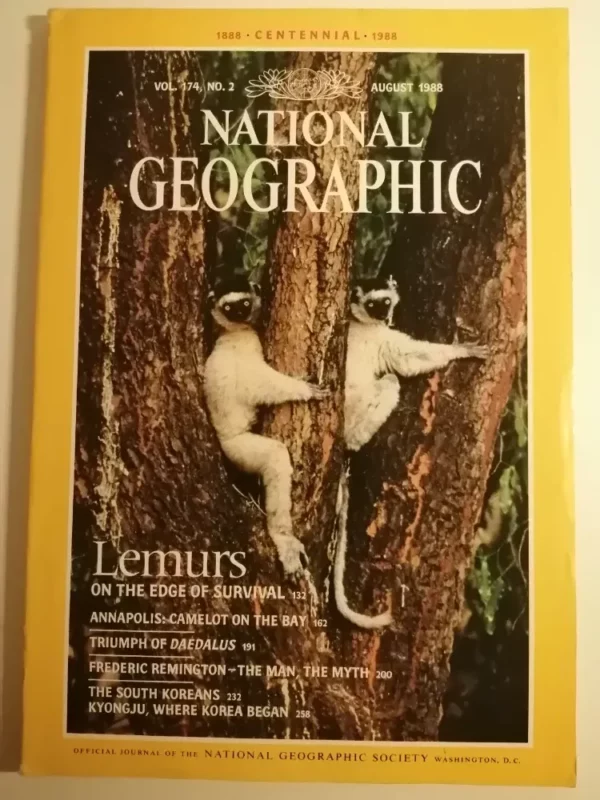 1888 · CENTENNIAL · 1988
VOL. 174, NO. 2 AUGUST 1988
NATIONAL
GEOGRAPHIC
Lemurs
ON THE EDGE OF SURVIVAL 132
ANNAPOLIS: CAMELOT ON THE BAY 162
TRIUMPH OF DAEDALUS 191
FREDERIC REMINGTON—THE MAN, THE MYTH 200
THE SOUTH KOREANS 232
KYONGJU, WHERE KOREA BEGAN 258
OFFICIAL JOURNAL OF THE NATIONAL GEOGRAPHIC SOCIETY WASHINGTON, D.C.